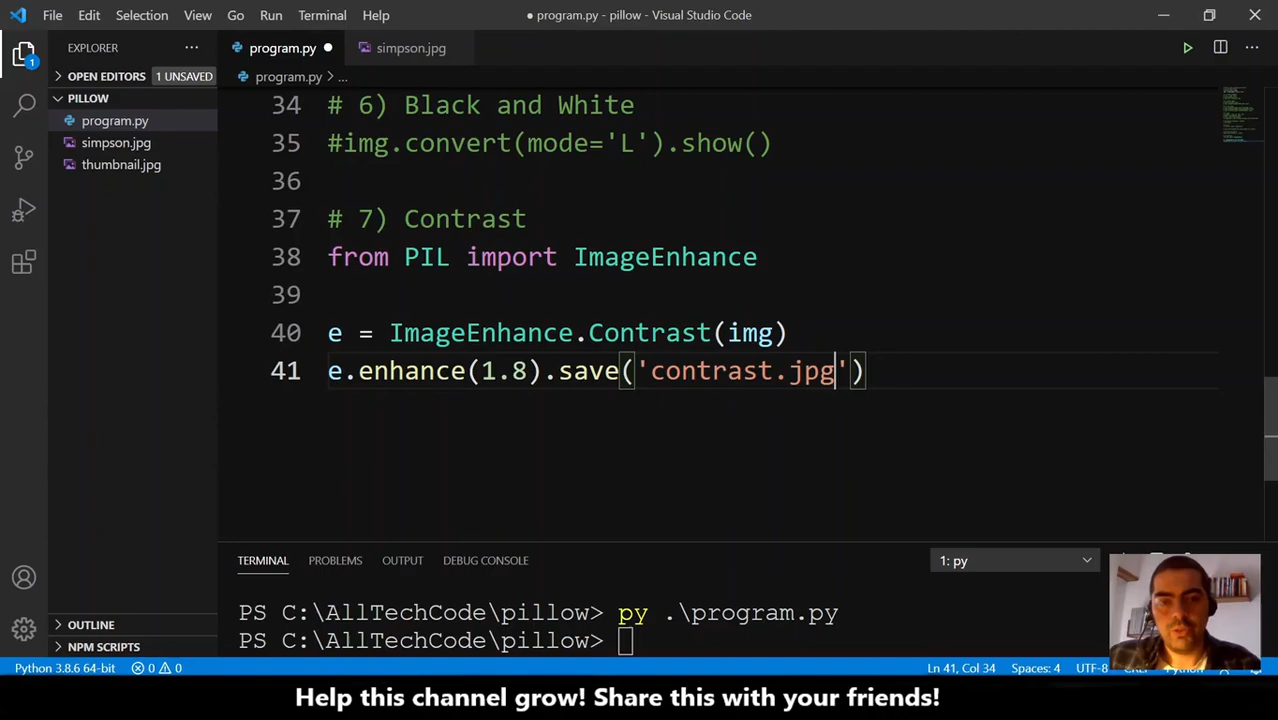 File Edit Selection View Go Run Terminal Help
● program.py - pillow - Visual Studio Code
EXPLORER
program.py
simpson.jpg
OPEN EDITORS 1 UNSAVED
program.py > ...
PILLOW
program.py
simpson.jpg
thumbnail.jpg
1
34 # 6) Black and White
35 #img.convert(mode='L').show()
36
37 # 7) Contrast
38 from PIL import ImageEnhance
39
40 e = ImageEnhance.Contrast(img)
41 e.enhance(1.8).save('contrast.jpg')
TERMINAL PROBLEMS OUTPUT DEBUG CONSOLE
1: py
PS C:\AllTechCode\pillow> py .\program.py
PS C:\AllTechCode\pillow>
OUTLINE
NPM SCRIPTS
Python 3.8.6 64-bit 0 0
Ln 41, Col 34 Spaces: 4 UTF-8
Help this channel grow! Share this with your friends!